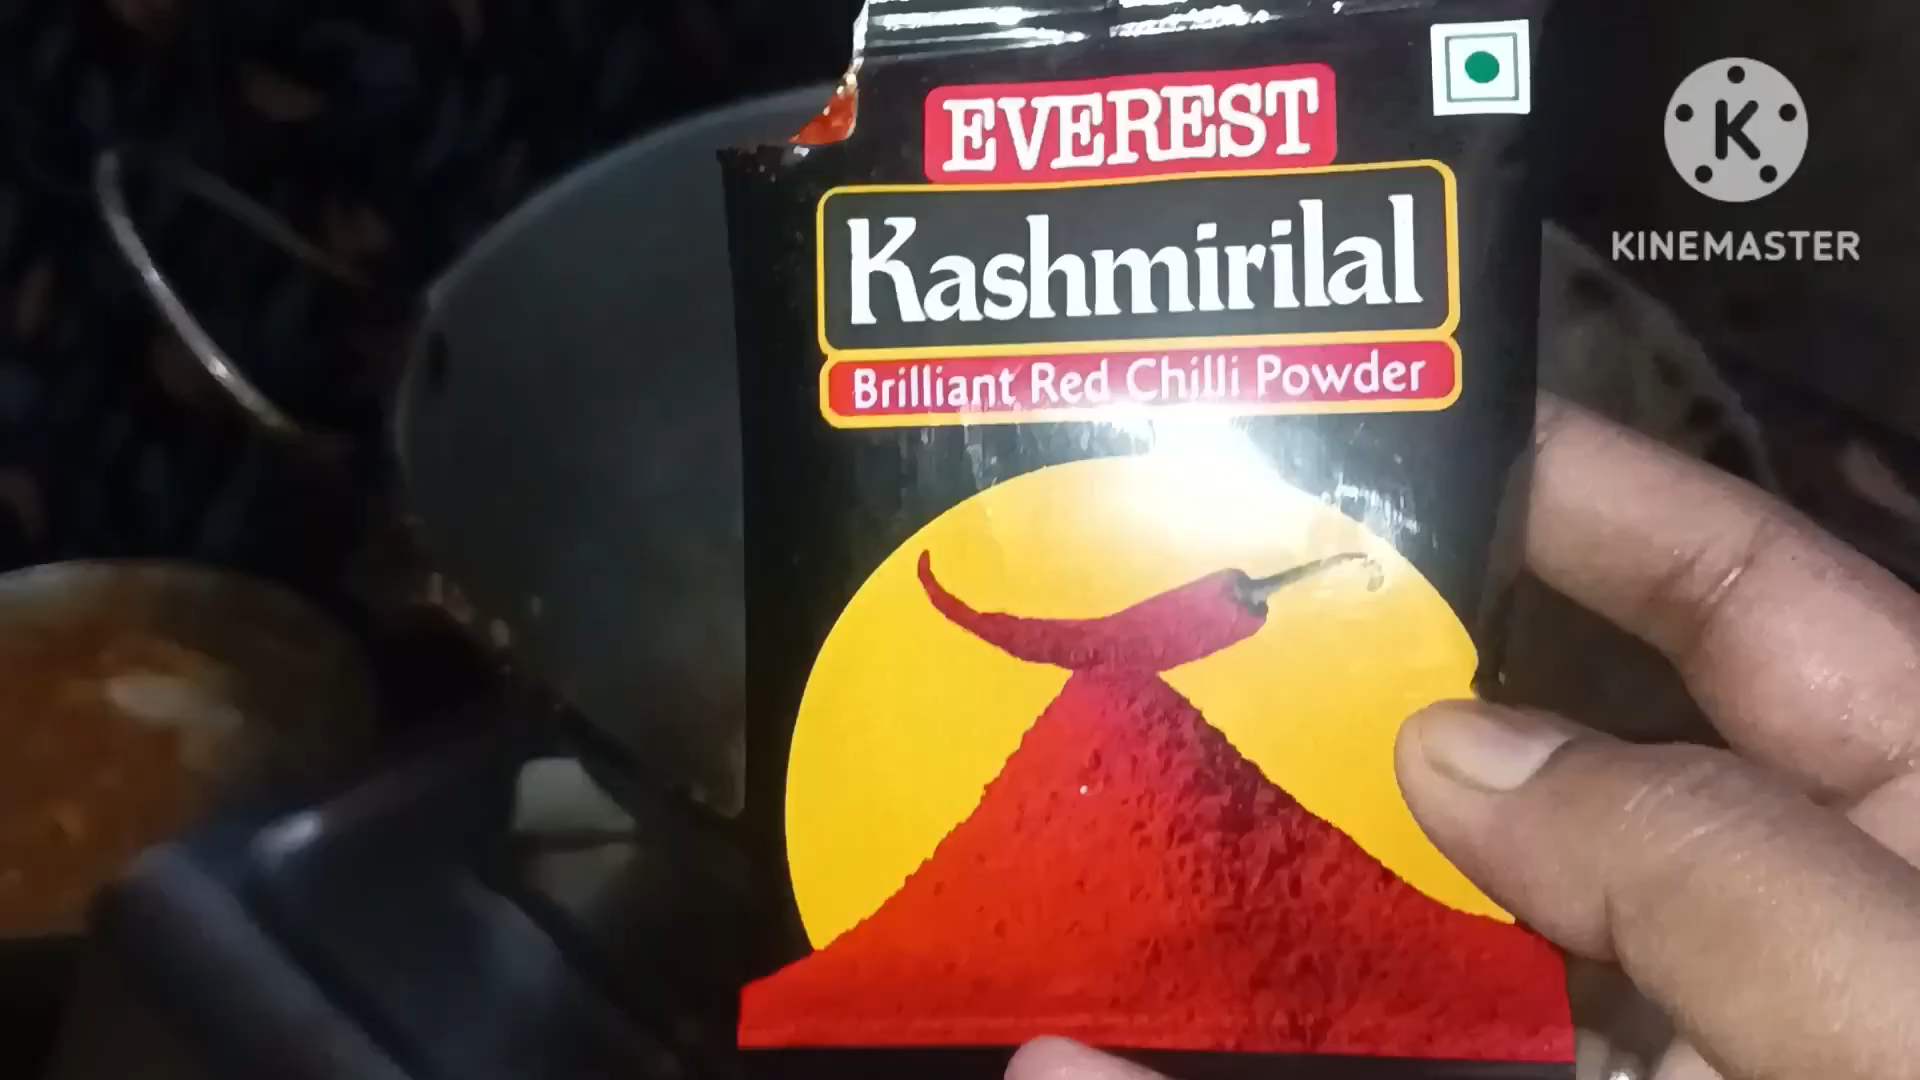 EVEREST
Kashmirilal
Brilliant Red Chilli Powder
K
KINEMASTER